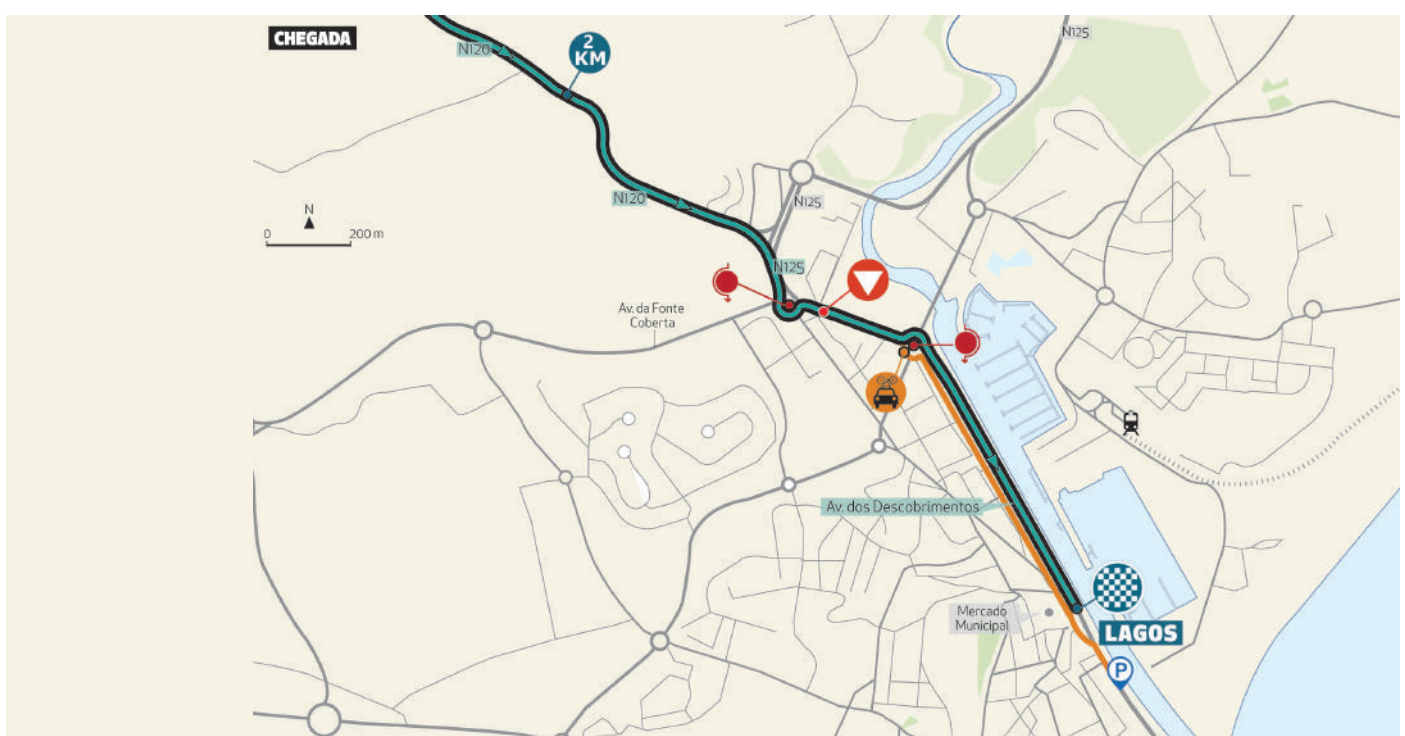 CHEGADA
N120
2
KM
N125
N
0
200 m
N120
N125
N125
Av. da Fonte
Coberta
Av. dos Descobrimentos
Mercado
Municipal
LAGOS
P